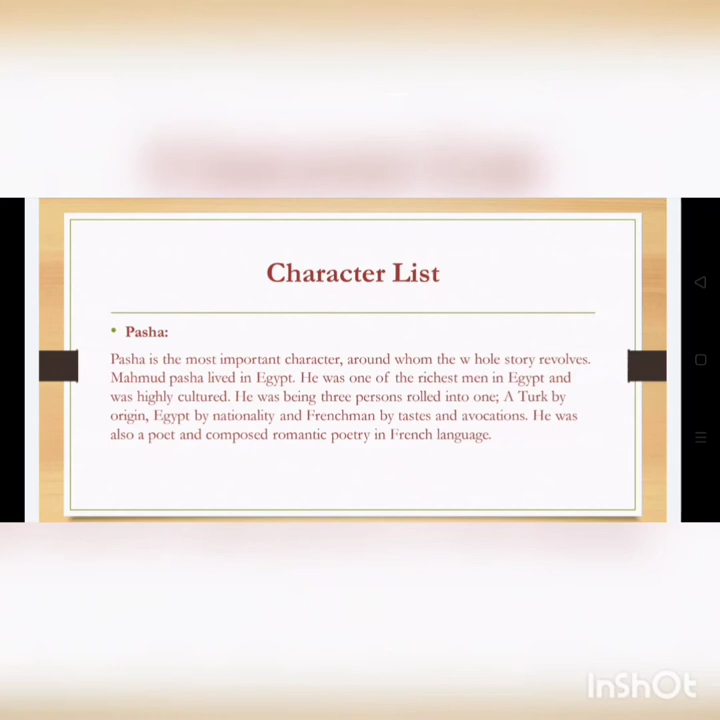 Character List
• Pasha:
Pasha is the most important character, around whom the w hole story revolves.
Mahmud pasha lived in Egypt. He was one of the richest men in Egypt and
was highly cultured. He was being three persons rolled into one; A Turk by
origin, Egypt by nationality and Frenchman by tastes and avocations. He was
also a poet and composed romantic poetry in French language.
InShOt